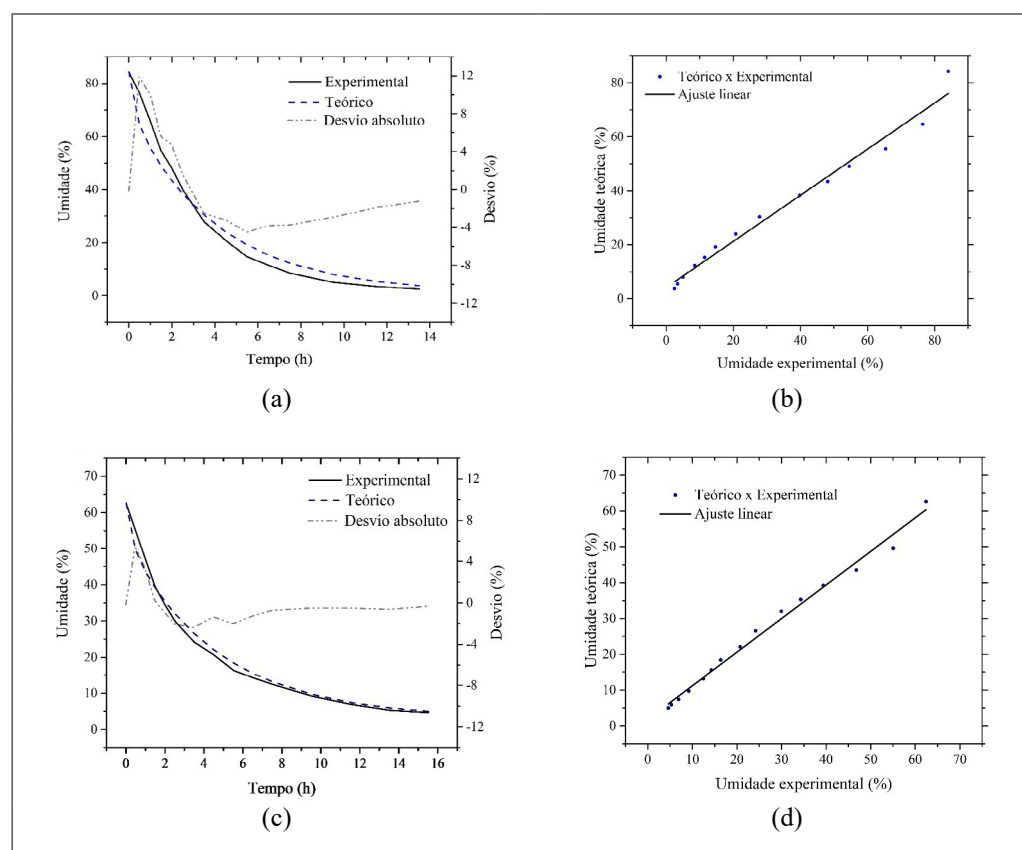 Experimental
Teórico
Desvio absoluto
Umidade (%)
80
60
40
20
0
12
8
4
0
-4
-8
-12
Desvio (%)
0 2 4 6 8 10 12 14
Tempo (h)
(a)
Teórico x Experimental
Ajuste linear
Umidade teórica (%)
80
60
40
20
0
0 20 40 60 80
Umidade experimental (%)
(b)
Experimental
Teórico
Desvio absoluto
Umidade (%)
70
60
50
40
30
20
10
0
12
8
4
0
-4
-8
-12
Desvio (%)
0 2 4 6 8 10 12 14 16
Tempo (h)
(c)
Teórico x Experimental
Ajuste linear
Umidade teórica (%)
70
60
50
40
30
20
10
0
0 10 20 30 40 50 60 70
Umidade experimental (%)
(d)